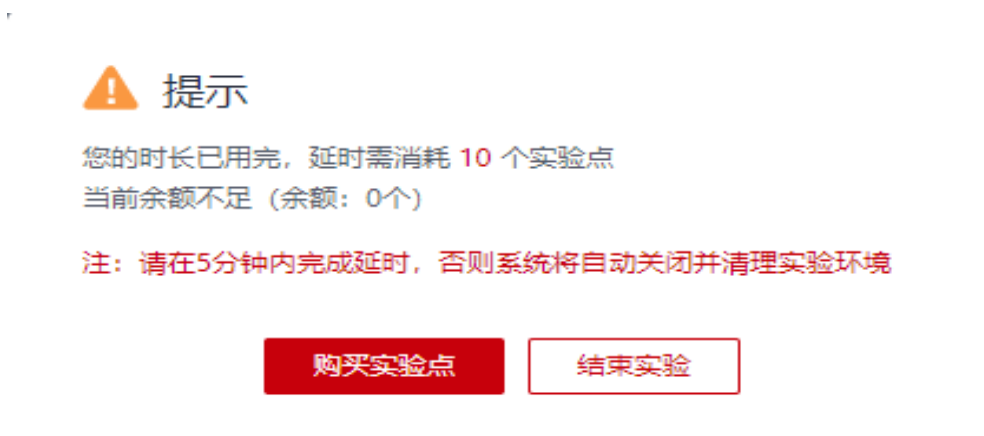 提示
您的时长已用完，延时需消耗 10 个实验点
当前余额不足（余额：0个）
注：请在5分钟内完成延时，否则系统将自动关闭并清理实验环境
购买实验点
结束实验